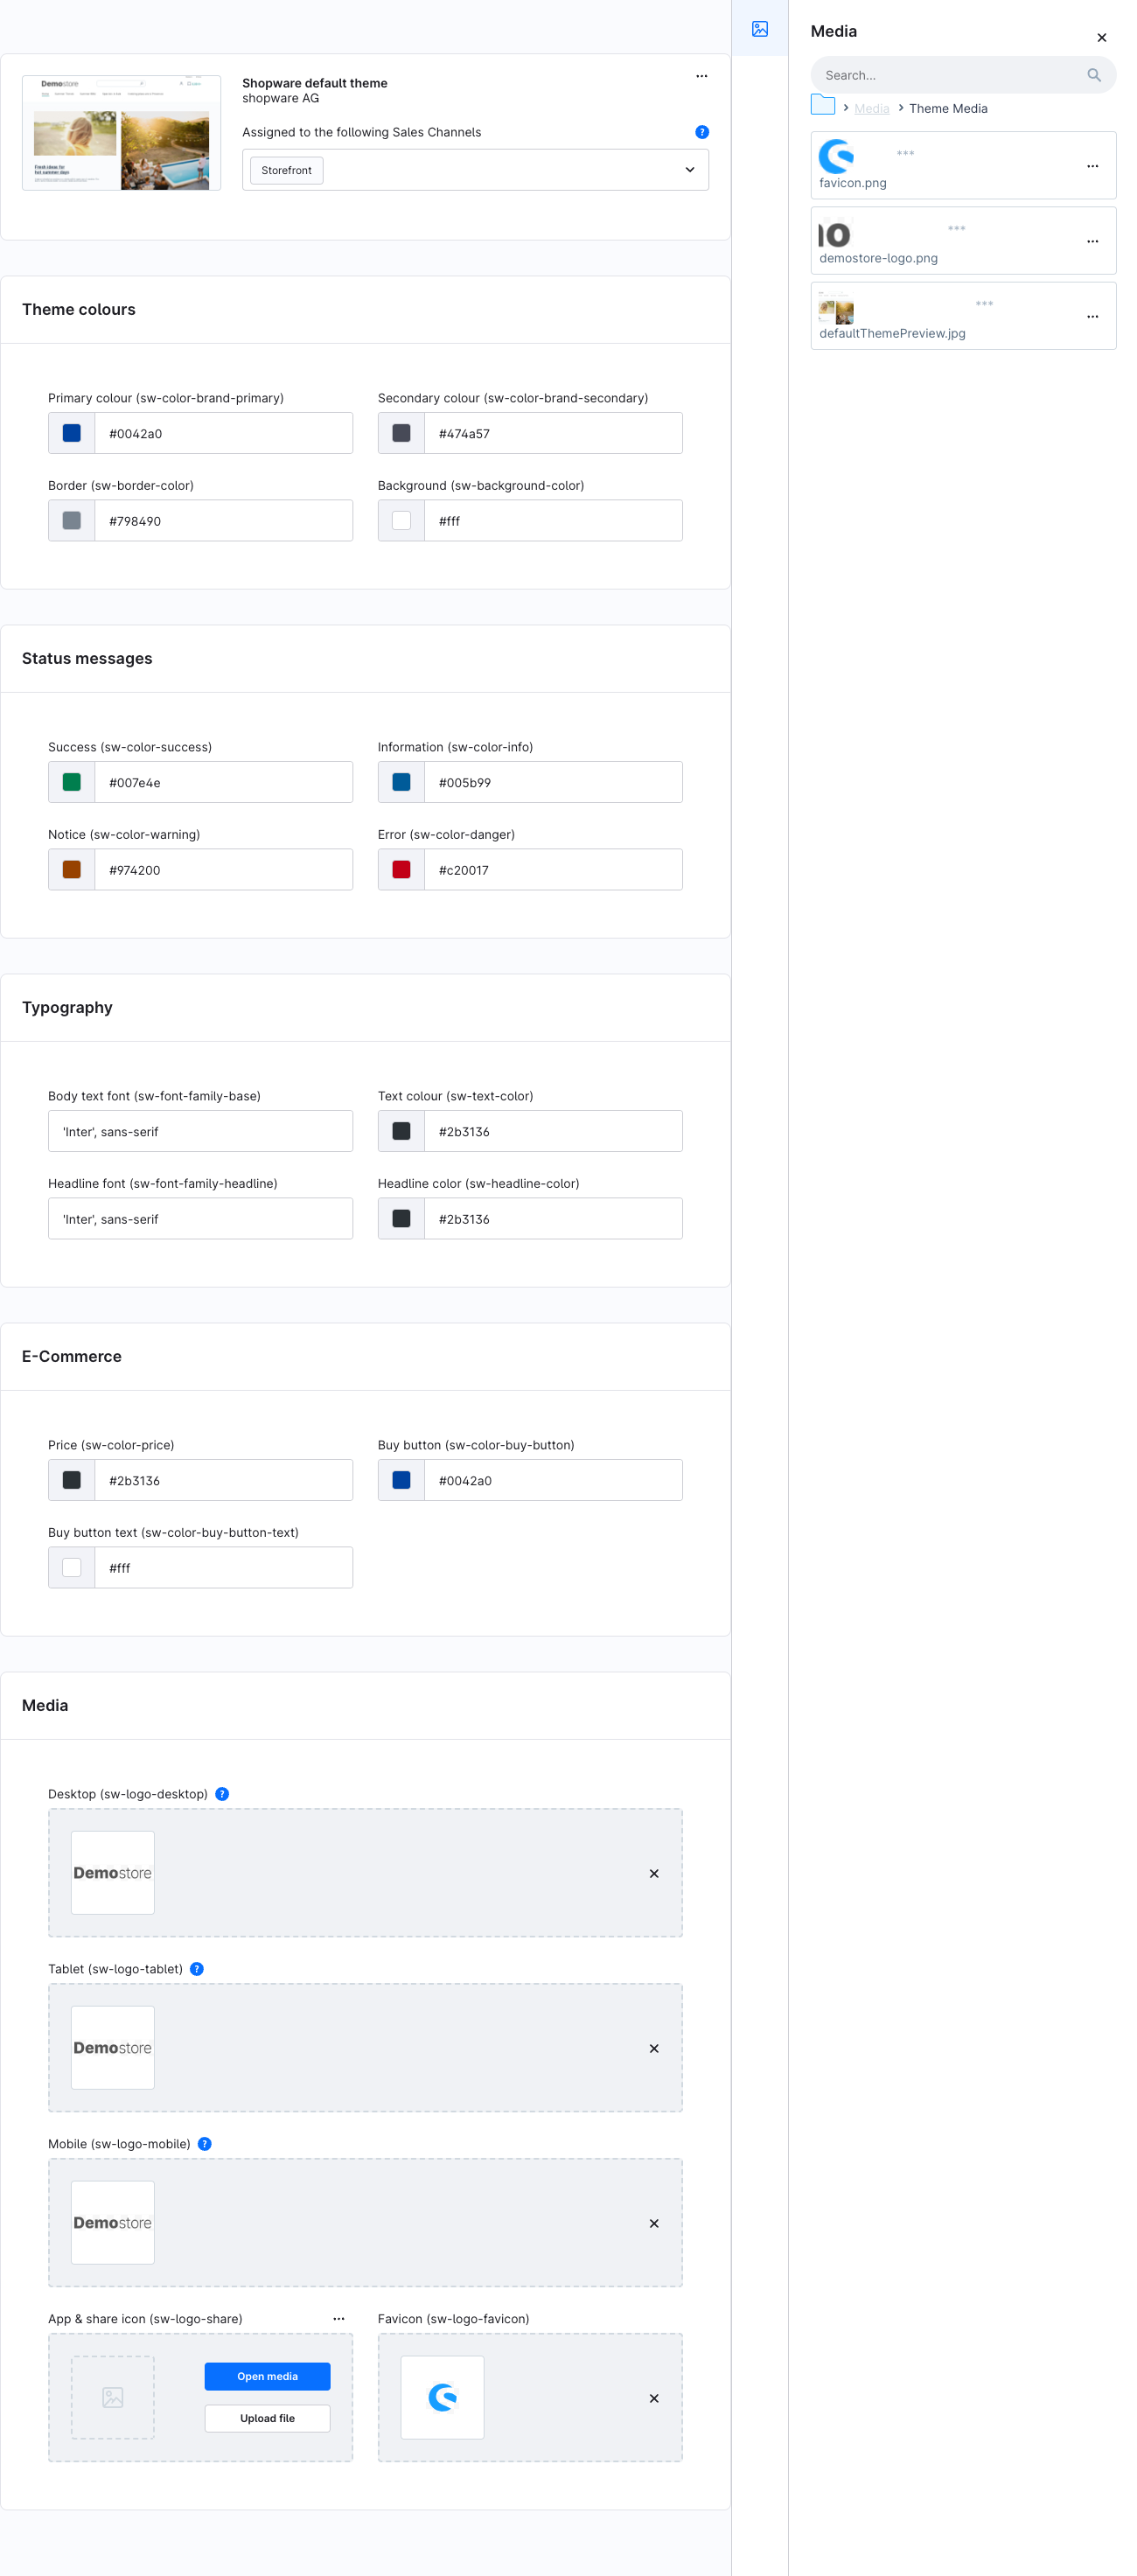 Demostore
Fresh ideas for
hot summer days
Shopware default theme
shopware AG
Assigned to the following Sales Channels
Storefront
Theme colours
Primary colour (sw-color-brand-primary)
Secondary colour (sw-color-brand-secondary)
#0042a0
#474a57
Border (sw-border-color)
Background (sw-background-color)
#798490
#fff
Status messages
Success (sw-color-success)
Information (sw-color-info)
#007e4e
#005b99
Notice (sw-color-warning)
Error (sw-color-danger)
#974200
#c20017
Typography
Body text font (sw-font-family-base)
Text colour (sw-text-color)
'Inter', sans-serif
#2b3136
Headline font (sw-font-family-headline)
Headline color (sw-headline-color)
'Inter', sans-serif
#2b3136
E-Commerce
Price (sw-color-price)
Buy button (sw-color-buy-button)
#2b3136
#0042a0
Buy button text (sw-color-buy-button-text)
#fff
Media
Desktop (sw-logo-desktop) ?
Demostore
Tablet (sw-logo-tablet) ?
Demostore
Mobile (sw-logo-mobile) ?
Demostore
App & share icon (sw-logo-share)
Favicon (sw-logo-favicon)
Open media
Upload file
Media
Search...
Media
Theme Media
***
favicon.png
no
***
demostore-logo.png
***
defaultThemePreview.jpg